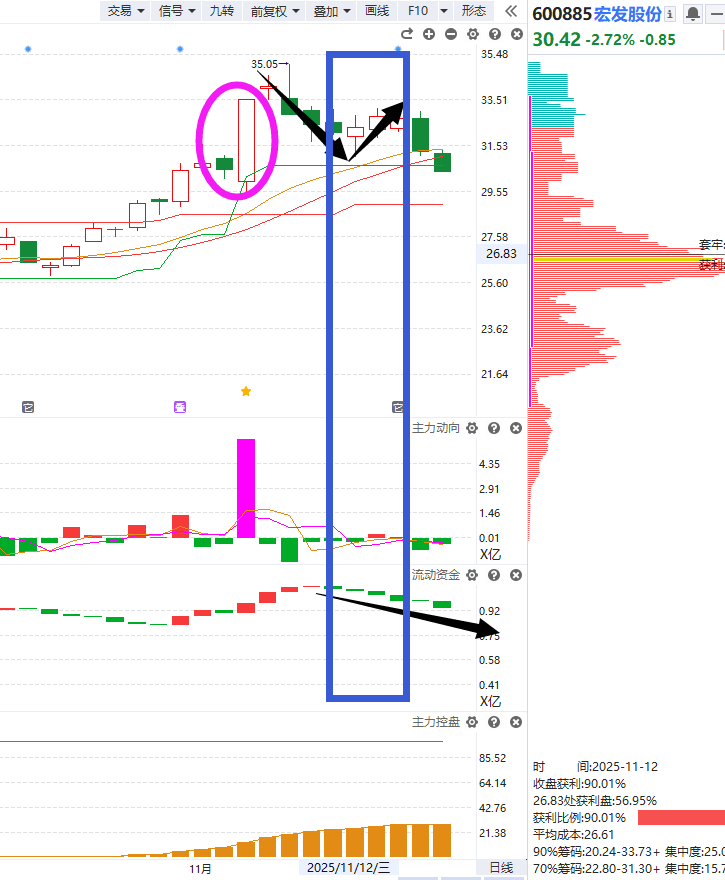 交易 信号 九转 前复权 叠加 画线 F10 形态
600885 宏发股份
30.42 -2.72% -0.85
35.48
35.05
33.51
31.53
29.55
27.58
26.83
25.60
23.62
21.64
套牢:
获利:
主力动向
4.35
2.91
1.46
0.01
X亿
流动资金
0.92
0.75
0.58
0.41
X亿
主力控盘
85.52
64.14
42.76
21.38
11月 2025/11/12/三 日线
时 间:2025-11-12
收盘获利:90.01%
26.83处获利盘:56.95%
获利比例:90.01%
平均成本:26.61
90%筹码:20.24-33.73+ 集中度:25.0
70%筹码:22.80-31.30+ 集中度:15.7